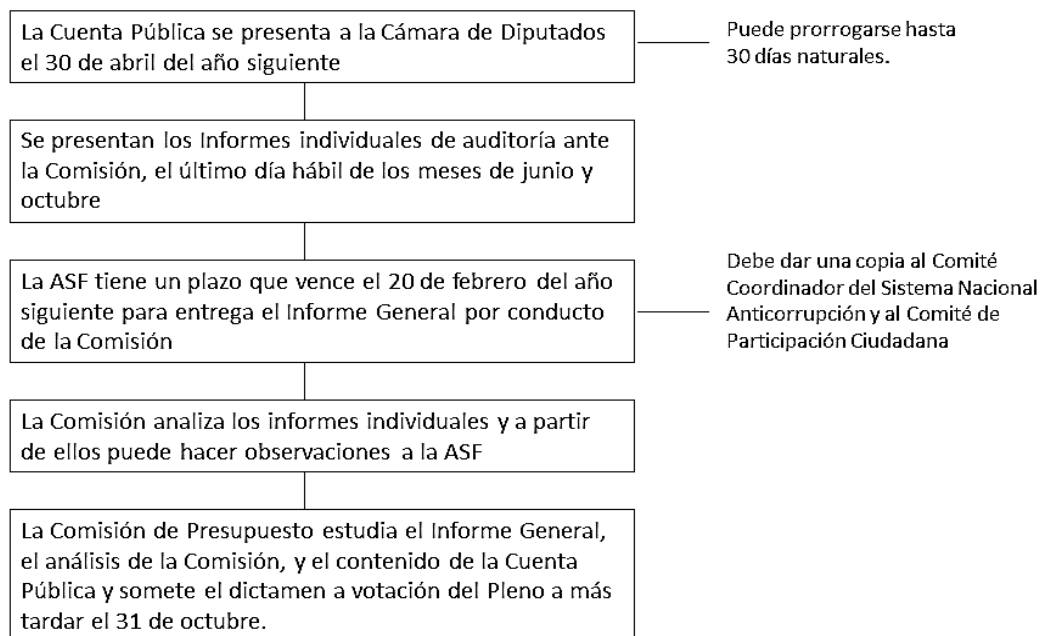 La Cuenta Pública se presenta a la Cámara de Diputados
el 30 de abril del año siguiente
Puede prorrogarse hasta
30 días naturales.
Se presentan los Informes individuales de auditoría ante
la Comisión, el último día hábil de los meses de junio y
octubre
La ASF tiene un plazo que vence el 20 de febrero del año
siguiente para entrega el Informe General por conducto
de la Comisión
Debe dar una copia al Comité
Coordinador del Sistema Nacional
Anticorrupción y al Comité de
Participación Ciudadana
La Comisión analiza los informes individuales y a partir
de ellos puede hacer observaciones a la ASF
La Comisión de Presupuesto estudia el Informe General,
el análisis de la Comisión, y el contenido de la Cuenta
Pública y somete el dictamen a votación del Pleno a más
tardar el 31 de octubre.